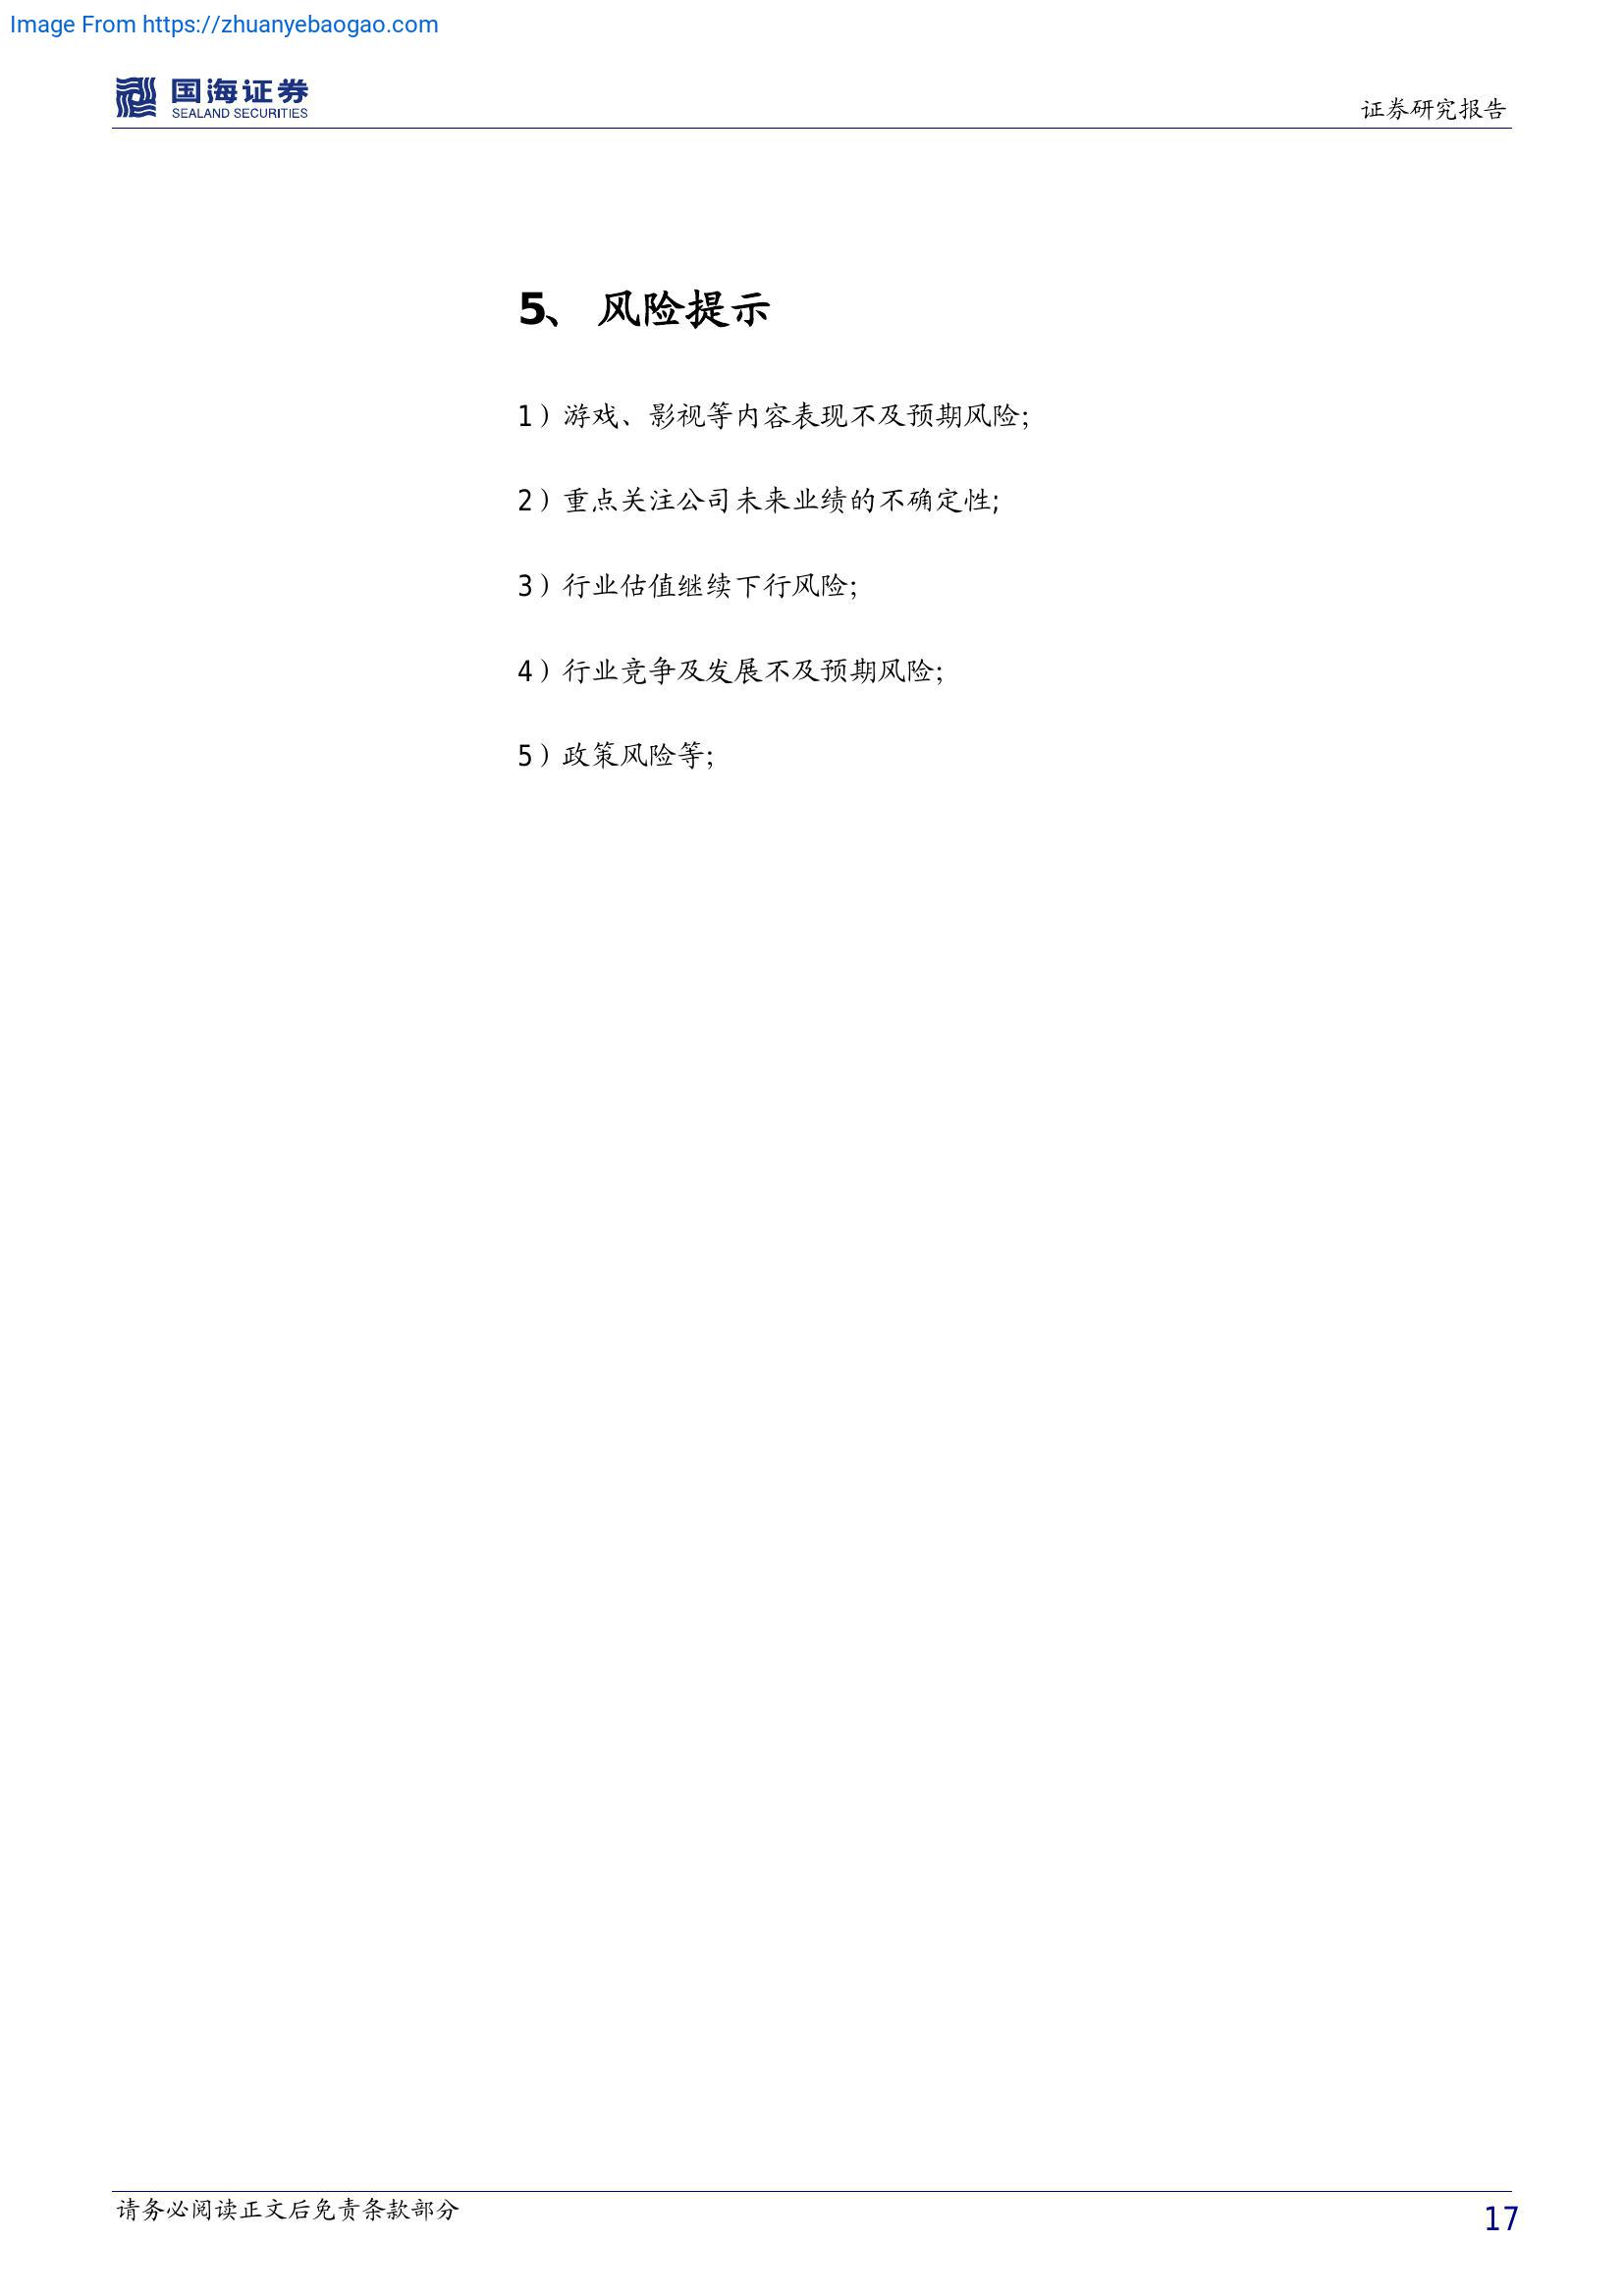 Image From https://zhuanyebaogao.com
国海证券
SEALAND SECURITIES
证券研究报告
5、 风险提示
1）游戏、影视等内容表现不及预期风险；
2）重点关注公司未来业绩的不确定性；
3）行业估值继续下行风险；
4）行业竞争及发展不及预期风险；
5）政策风险等；
请务必阅读正文后免责条款部分
17